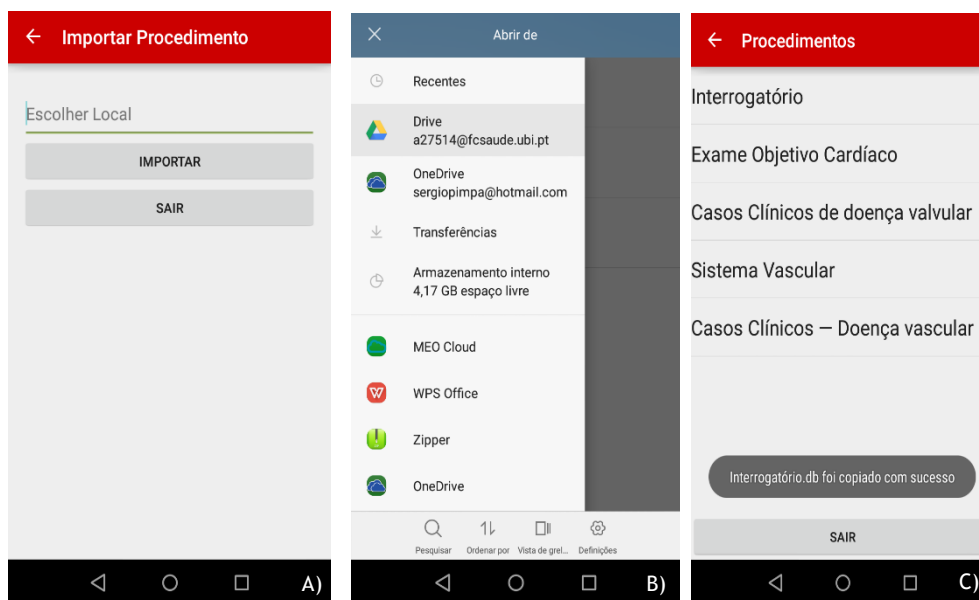 Importar Procedimento
Escolher Local
IMPORTAR
SAIR
A)
Abrir de
Recentes
Drive
a27514@fcsaude.ubi.pt
OneDrive
sergiopimpa@hotmail.com
Transferências
Armazenamento interno
4,17 GB espaço livre
MEO Cloud
WPS Office
Zipper
OneDrive
Pesquisar Ordenar por Vista de grel... Definições
B)
Procedimentos
Interrogatório
Exame Objetivo Cardíaco
Casos Clínicos de doença valvular
Sistema Vascular
Casos Clínicos — Doença vascular
Interrogatório.db foi copiado com sucesso
SAIR
C)